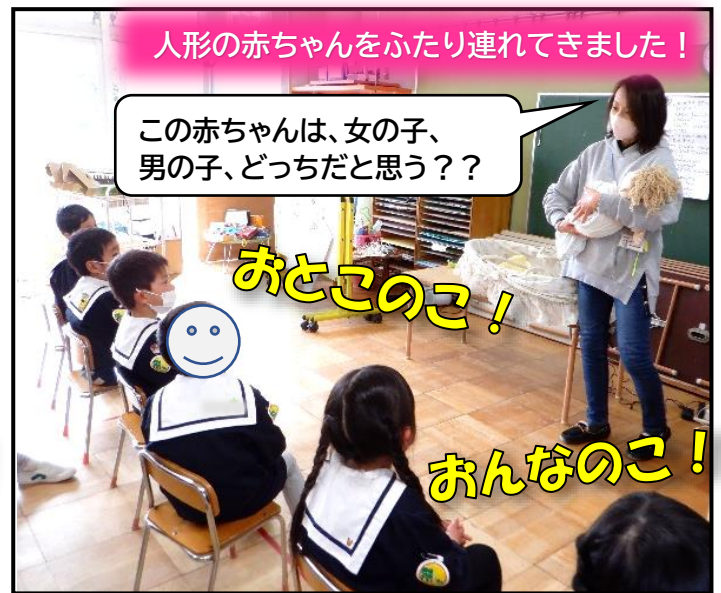 人形の赤ちゃんをふたり連れてきました！
この赤ちゃんは、女の子、
男の子、どっちだと思う？？
おとこのこ！
おんなのこ！